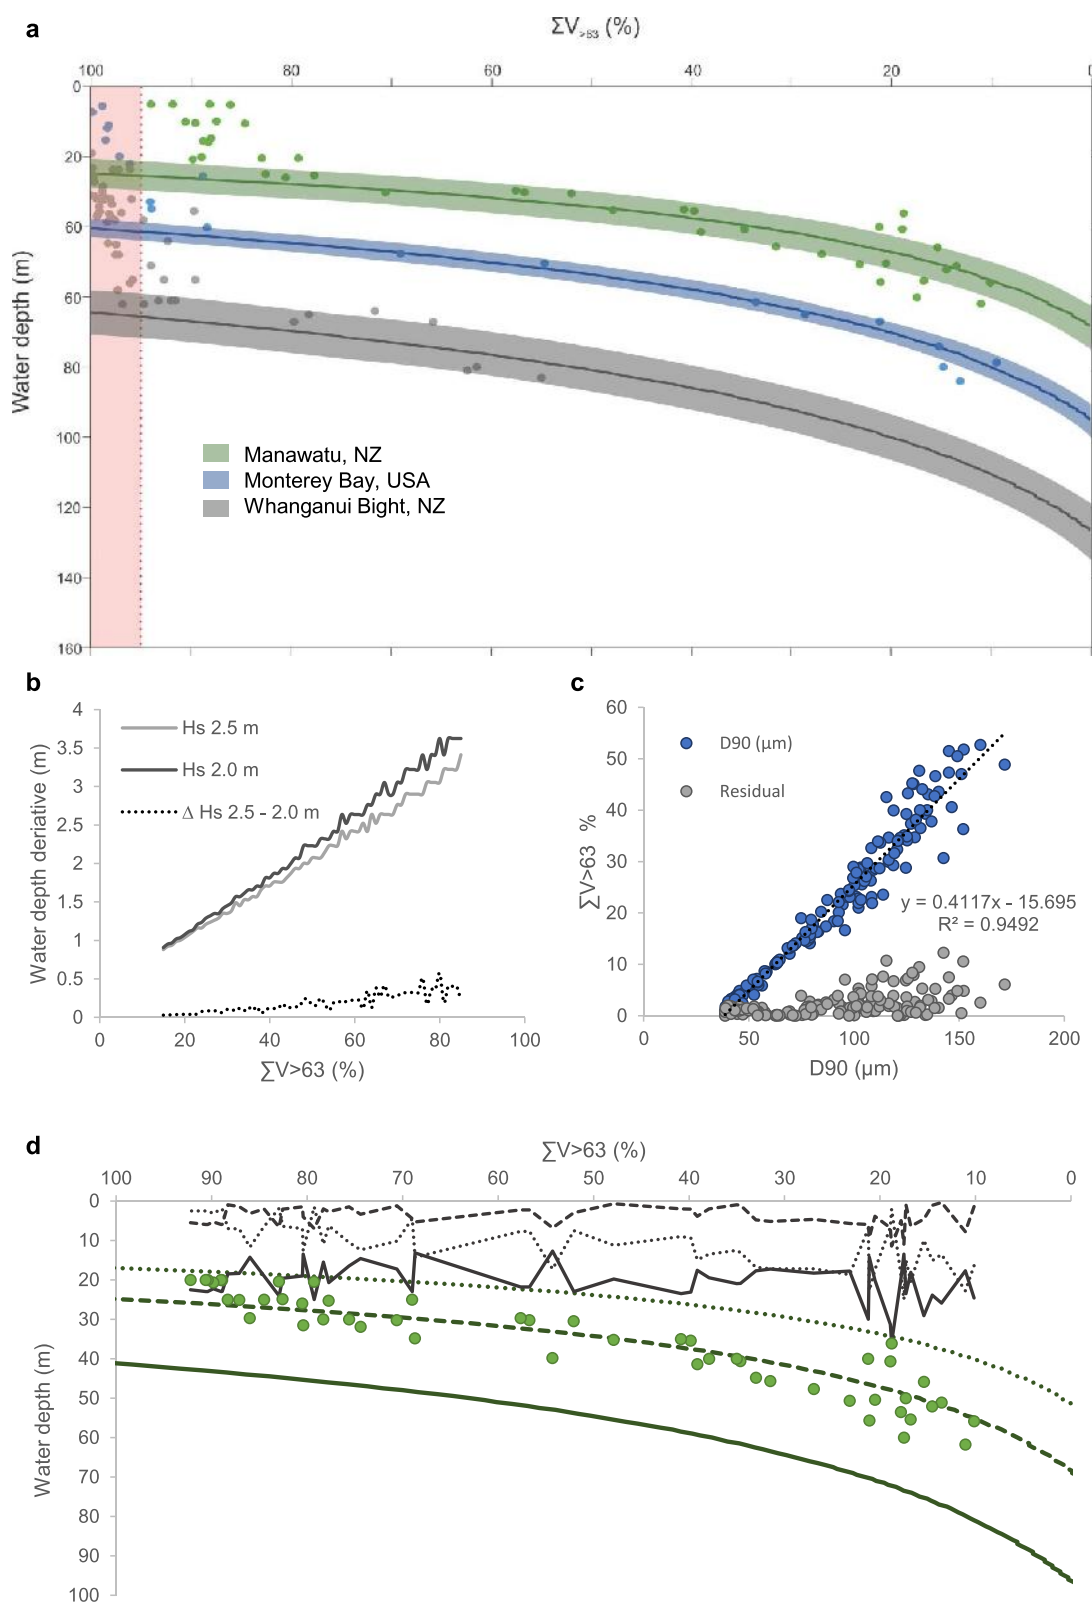 a
ΣV>63 (%)
100 80 60 40 20 0
0
20
60
60
80
100
120
140
160
Water depth (m)
Manawatu, NZ
Monterey Bay, USA
Whanganui Bight, NZ
b
4
3.5
3
2.5
2
1.5
1
0.5
0
Water depth deriative (m)
Hs 2.5 m
Hs 2.0 m
Δ Hs 2.5 - 2.0 m
0 20 40 60 80 100
∑V>63 (%)
c
60
50
40
30
20
10
0
∑V>63 %
D90 (µm)
Residual
y = 0.4117x - 15.695
R² = 0.9492
0 50 100 150 200
D90 (µm)
d
∑V>63 (%)
100 90 80 70 60 50 40 30 20 10 0
0
10
20
30
40
50
60
70
80
90
100
Water depth (m)